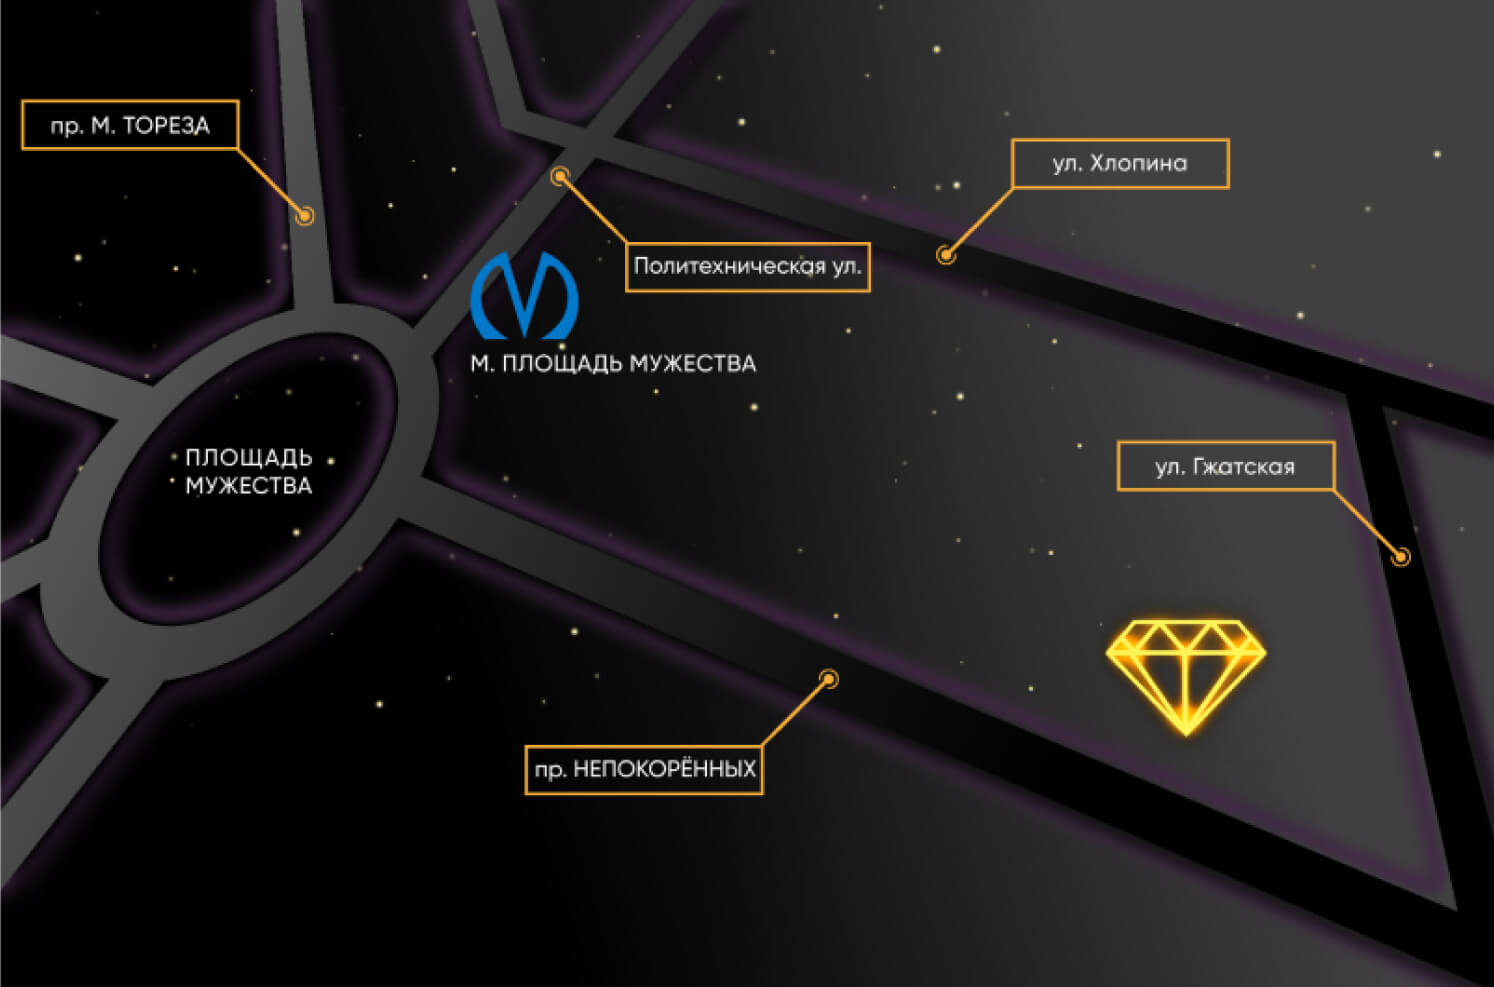 пр. М. ТОРЕЗА
ул. Хлопина
Политехническая ул.
М. ПЛОЩАДЬ МУЖЕСТВА
ПЛОЩАДЬ
МУЖЕСТВА
ул. Гжатская
пр. НЕПОКОРЁННЫХ